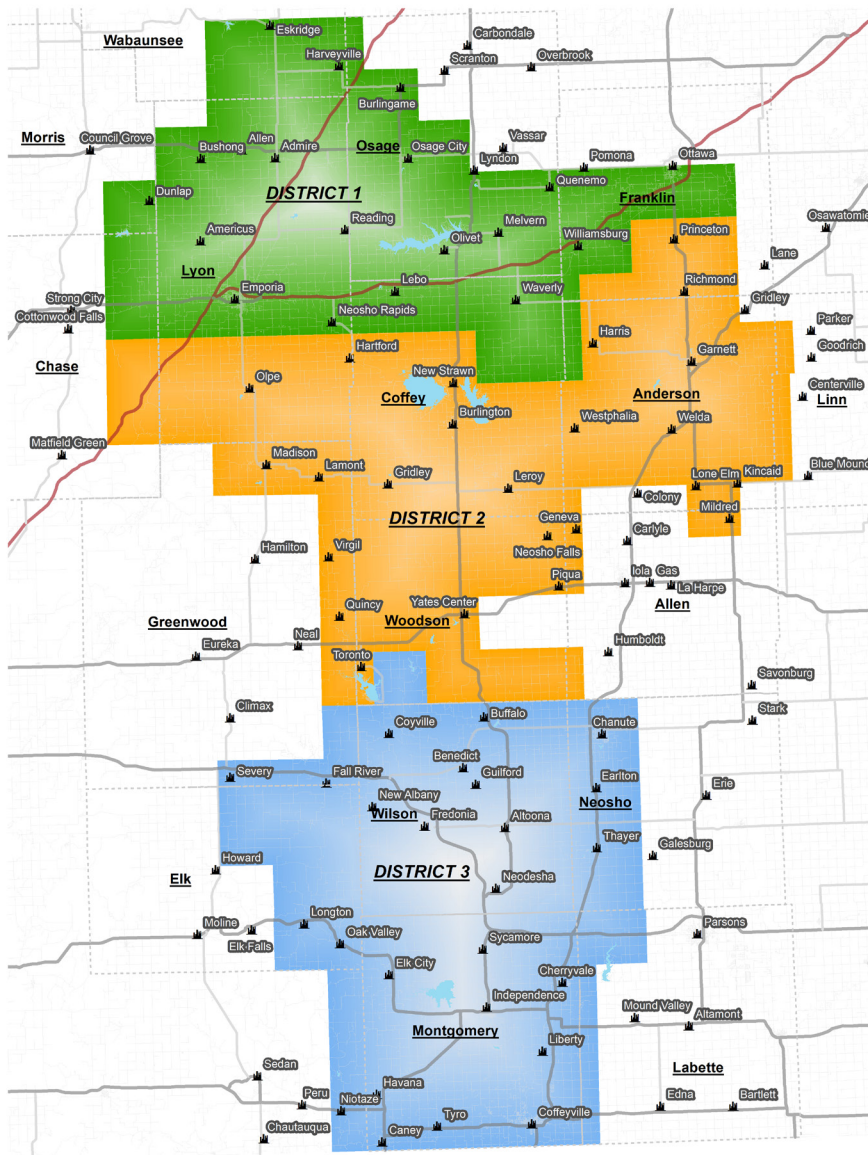 Eskridge
Carbondale
Wabaunsee
Harveyville
Scranton
Overbrook
Burlingame
Morris
Council Grove
Allen
Bushong
Admire
Osage
Osage City
Vassar
Lyndon
Pomona
Ottawa
Dunlap
DISTRICT 1
Quenemo
Franklin
Americus
Reading
Olivet
Melvern
Williamsburg
Princeton
Osawatomie
Lane
Lyon
Emporia
Lebo
Waverly
Richmond
Strong City
Cottonwood Falls
Neosho Rapids
Gridley
Parker
Goodrich
Chase
Hartford
Harris
Garnett
Olpe
New Strawn
Coffey
Centerville
Linn
Anderson
Burlington
Westphalia
Welda
Matfield Green
Madison
Lamont
Gridley
Leroy
Colony
Lone Elm
Kincaid
Blue Mound
DISTRICT 2
Geneva
Neosho Falls
Mildred
Carlyle
Hamilton
Virgil
Piqua
Iola
Gas
La Harpe
Allen
Quincy
Yates Center
Woodson
Greenwood
Eureka
Neal
Humboldt
Toronto
Savonburg
Climax
Coyville
Buffalo
Chanute
Stark
Benedict
Guilford
Severy
Fall River
Earlton
Erie
New Albany
Wilson
Fredonia
Altoona
Neosho
Thayer
Galesburg
Howard
Elk
DISTRICT 3
Neodesha
Moline
Elk Falls
Longton
Oak Valley
Sycamore
Parsons
Elk City
Cherryvale
Independence
Mound Valley
Altamont
Montgomery
Liberty
Labette
Sedan
Peru
Niotaze
Havana
Edna
Bartlett
Chautauqua
Caney
Tyro
Coffeyville